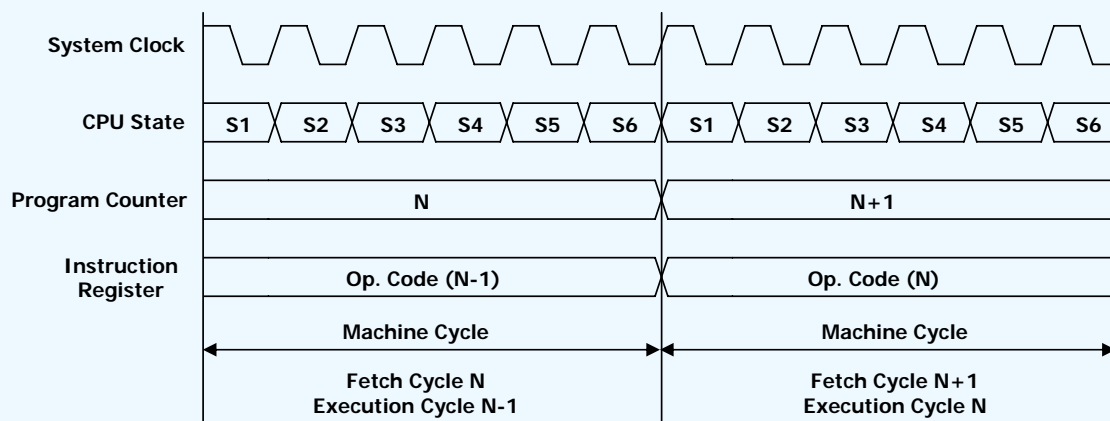 System Clock
CPU State S1 S2 S3 S4 S5 S6 S1 S2 S3 S4 S5 S6
Program Counter N N+1
Instruction
Register
Op. Code (N-1) Op. Code (N)
Machine Cycle Machine Cycle
Fetch Cycle N Fetch Cycle N+1
Execution Cycle N-1 Execution Cycle N